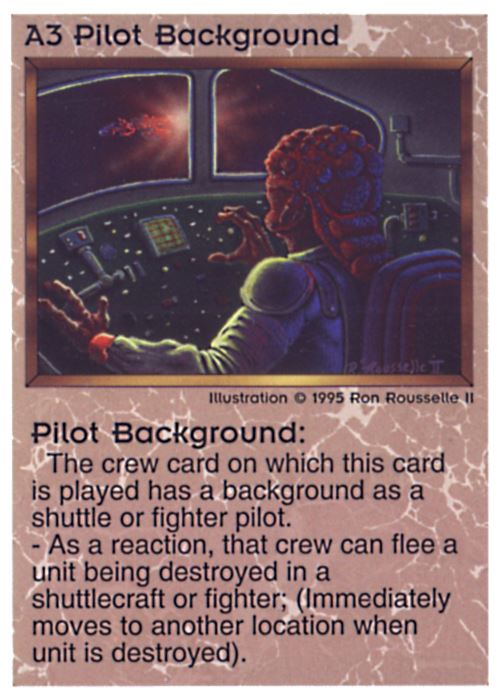 A3 Pilot Background
R. Rousselle II
Illustration © 1995 Ron Rousselle II
Pilot Background:
The crew card on which this card
is played has a background as a
shuttle or fighter pilot.
- As a reaction, that crew can flee a
unit being destroyed in a
shuttlecraft or fighter; (Immediately
moves to another location when
unit is destroyed).